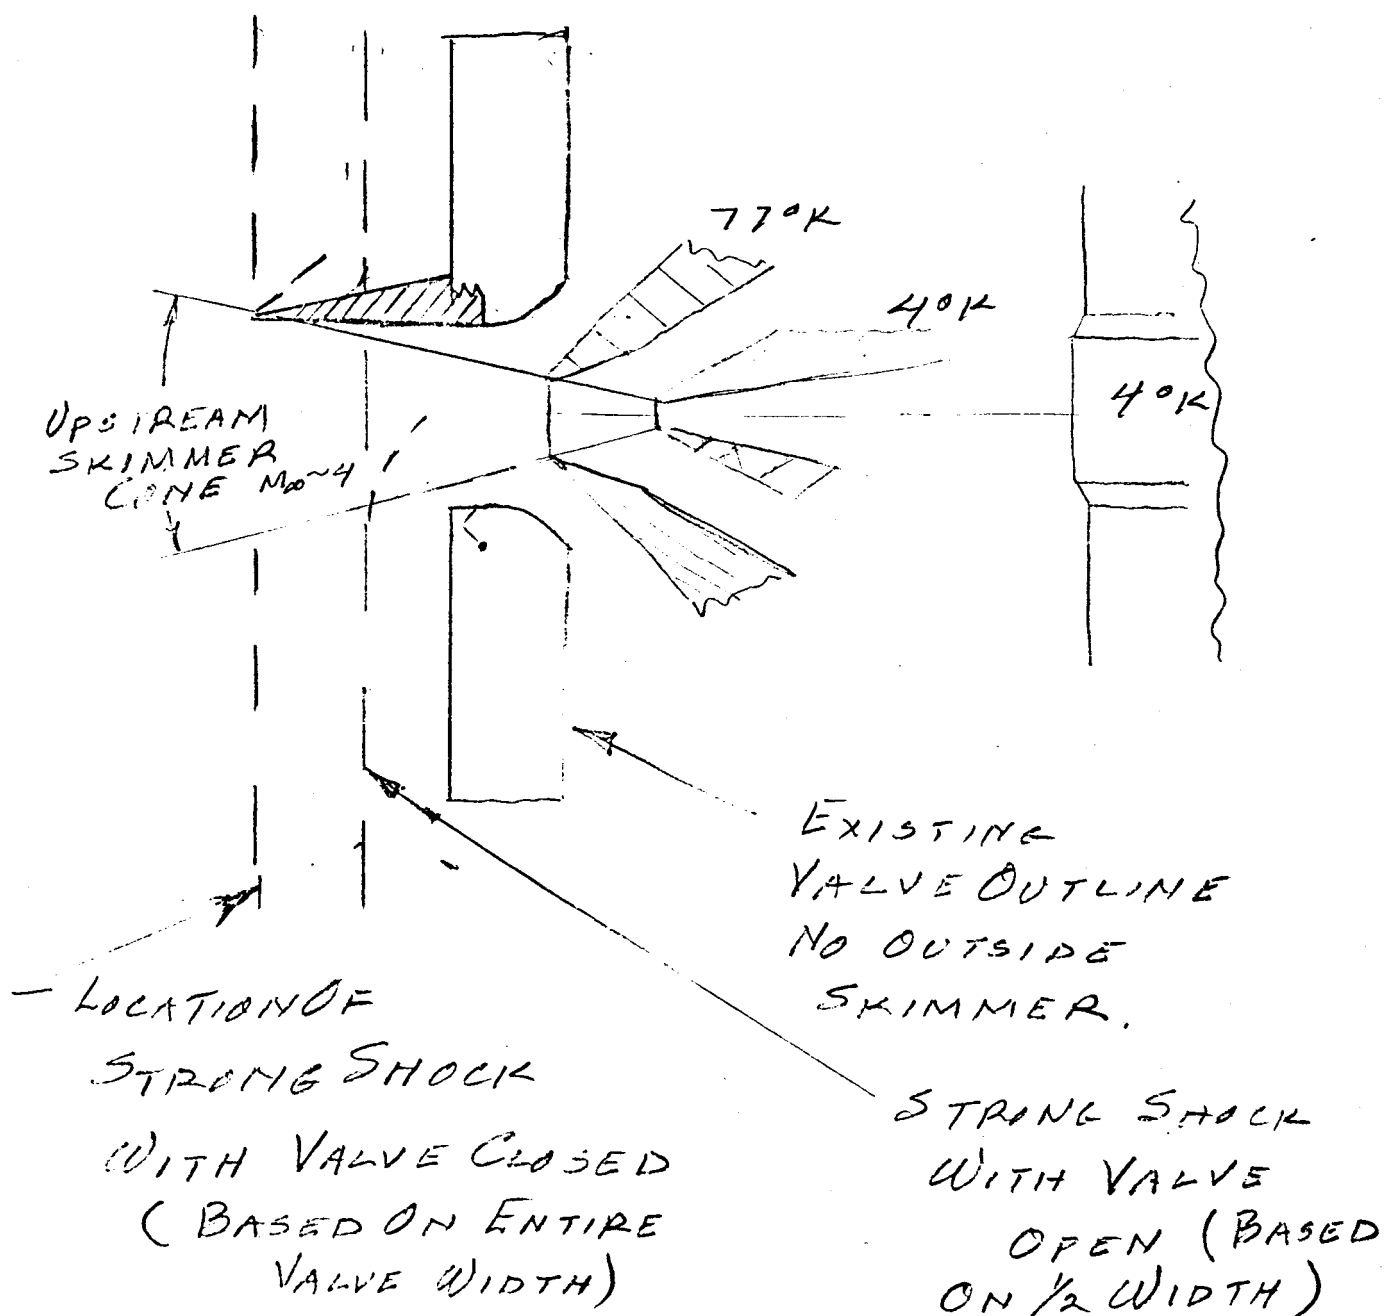 77°K
4°K
4°K
UPSTREAM
SKIMMER
CONE M∞~4
EXISTING
VALVE OUTLINE
NO OUTSIDE
SKIMMER.
- LOCATION OF
STRONG SHOCK
WITH VALVE CLOSED
(BASED ON ENTIRE
VALVE WIDTH)
STRONG SHOCK
WITH VALVE
OPEN (BASED
ON 1/2 WIDTH)